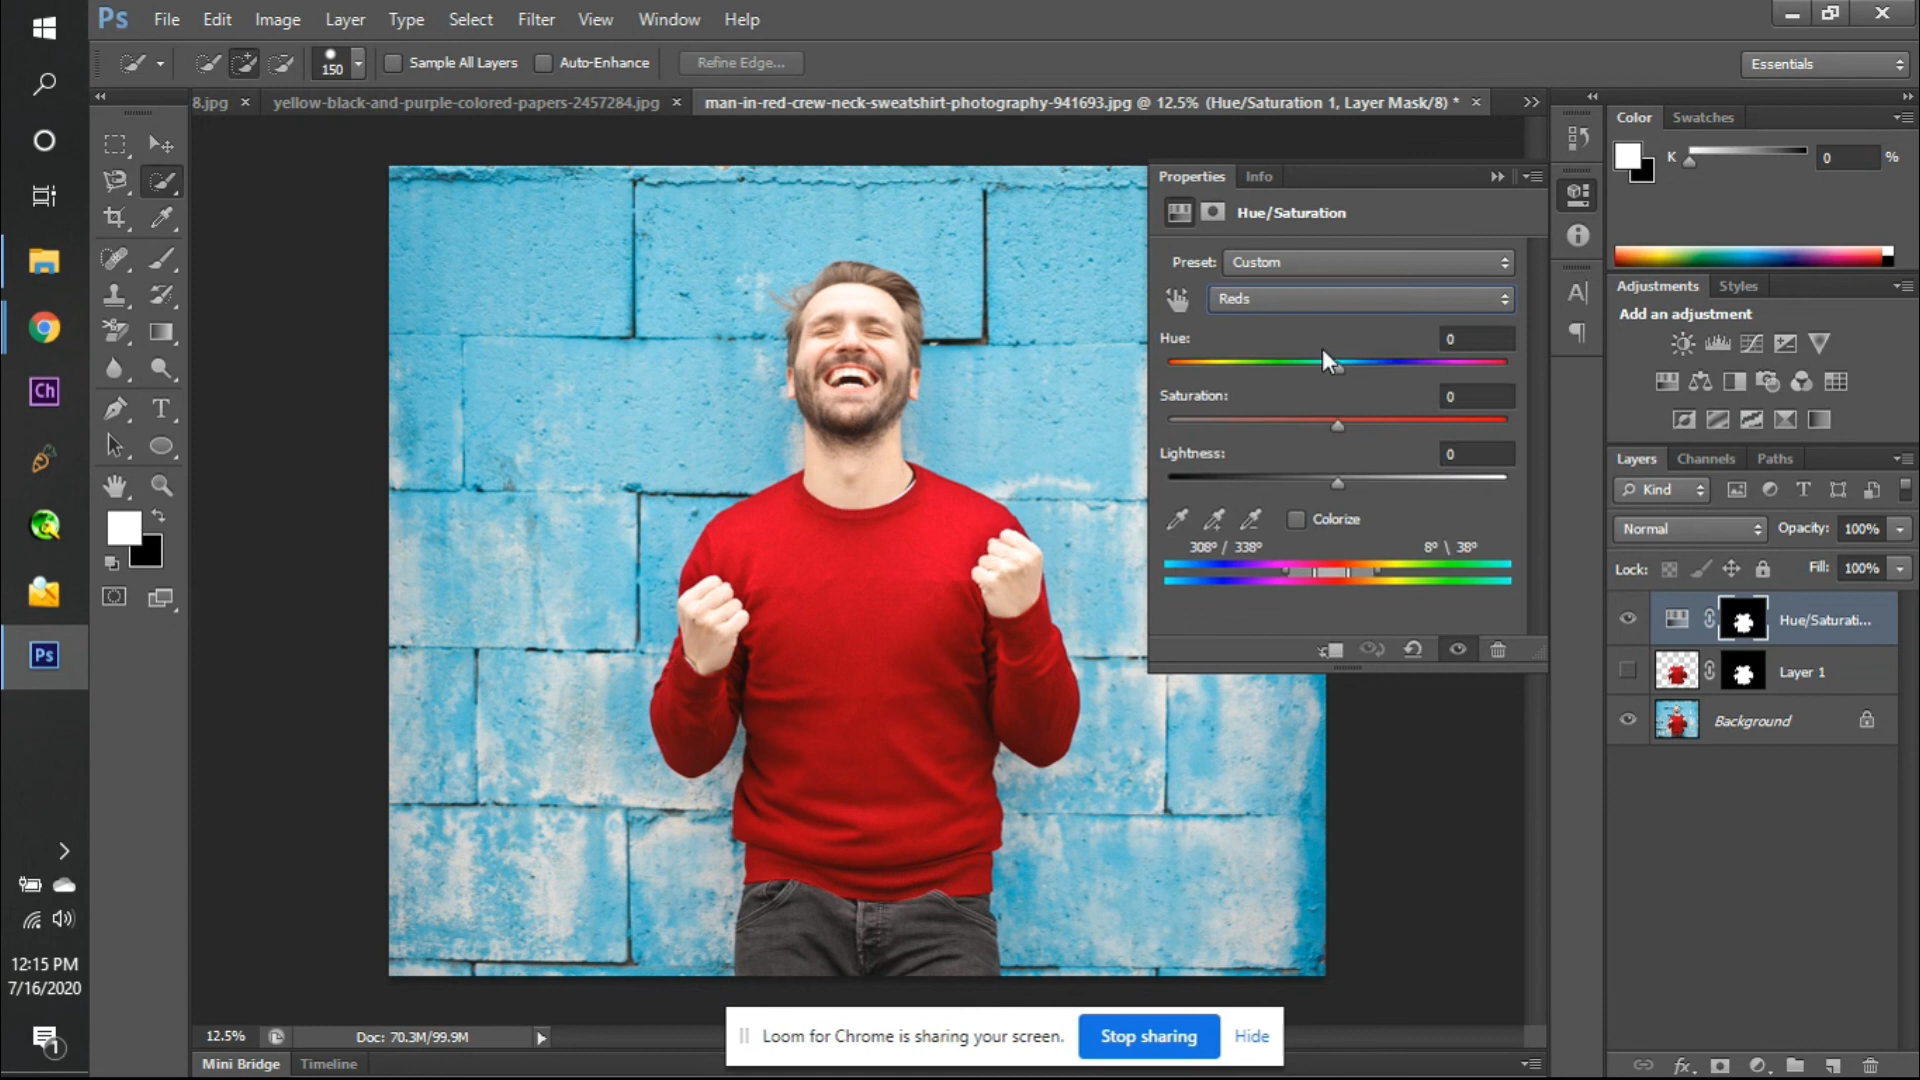 Ps File Edit Image Layer Type Select Filter View Window Help
150 Sample All Layers Auto-Enhance Refine Edge... Essentials
8.jpg × yellow-black-and-purple-colored-papers-2457284.jpg × man-in-red-crew-neck-sweatshirt-photography-941693.jpg @ 12.5% (Hue/Saturation 1, Layer Mask/8) * ×
Properties Info
Hue/Saturation
Preset: Custom
Reds
Hue: 0
Saturation: 0
Lightness: 0
Colorize
308º / 338º 8º \ 38º
Color Swatches
K 0 %
Adjustments Styles
Add an adjustment
Layers Channels Paths
Kind
Normal Opacity: 100%
Lock: Fill: 100%
Hue/Saturati...
Layer 1
Background
Ch
Ps
12:15 PM
7/16/2020
1
12.5% Doc: 70.3M/99.9M
Loom for Chrome is sharing your screen. Stop sharing Hide
Mini Bridge Timeline